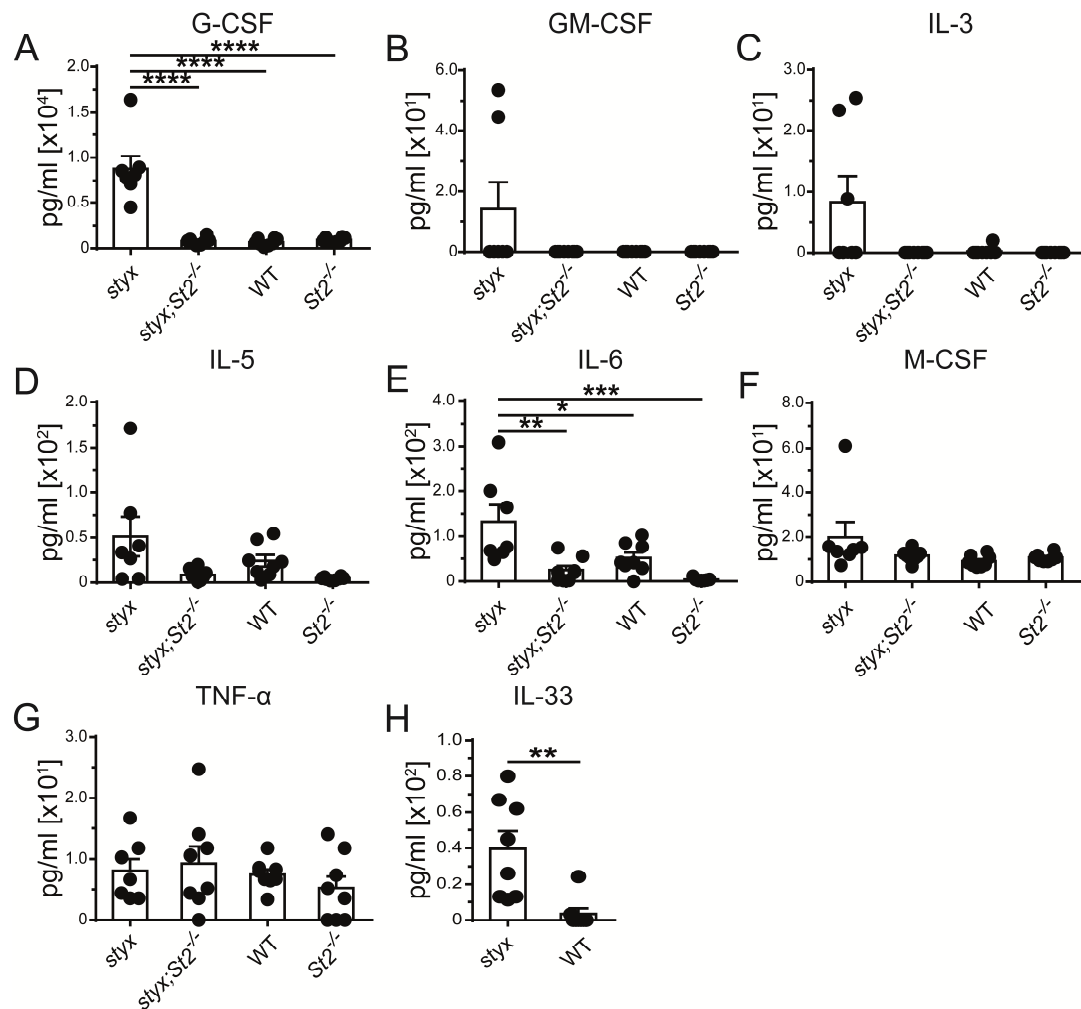 G-CSF
GM-CSF
IL-3
A
B
C
****
****
****
pg/ml [x10⁴]
2.0
1.0
0.5
0
pg/ml [x10¹]
6.0
4.0
2.0
0
pg/ml [x10¹]
3.0
2.0
1.0
0
styx
styx;St2⁻/⁻
WT
St2⁻/⁻
styx
styx;St2⁻/⁻
WT
St2⁻/⁻
styx
styx;St2⁻/⁻
WT
St2⁻/⁻
IL-5
IL-6
M-CSF
D
E
F
pg/ml [x10²]
2.0
1.5
1.0
0.5
0
***
*
**
pg/ml [x10²]
4.0
3.0
2.0
1.0
0
pg/ml [x10¹]
8.0
6.0
4.0
2.0
0
styx
styx;St2⁻/⁻
WT
St2⁻/⁻
styx
styx;St2⁻/⁻
WT
St2⁻/⁻
styx
styx;St2⁻/⁻
WT
St2⁻/⁻
TNF-α
IL-33
G
H
pg/ml [x10¹]
3.0
2.0
1.0
0
**
pg/ml [x10²]
1.0
0.8
0.6
0.4
0.2
0
styx
styx;St2⁻/⁻
WT
St2⁻/⁻
styx
WT